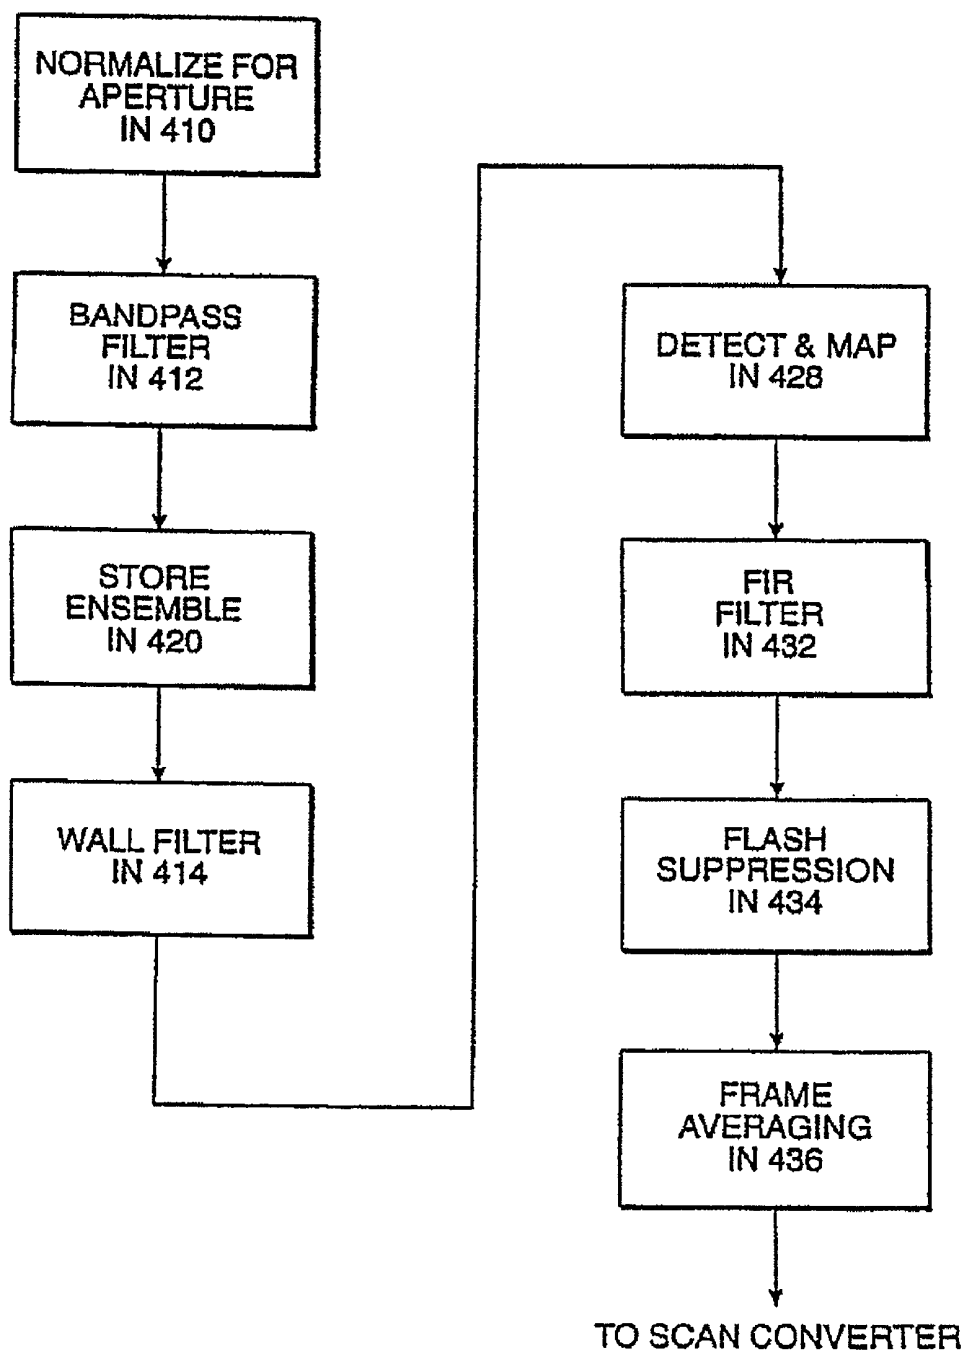 NORMALIZE FOR
APERTURE
IN 410
BANDPASS
FILTER
IN 412
STORE
ENSEMBLE
IN 420
WALL FILTER
IN 414
DETECT & MAP
IN 428
FIR
FILTER
IN 432
FLASH
SUPPRESSION
IN 434
FRAME
AVERAGING
IN 436
TO SCAN CONVERTER